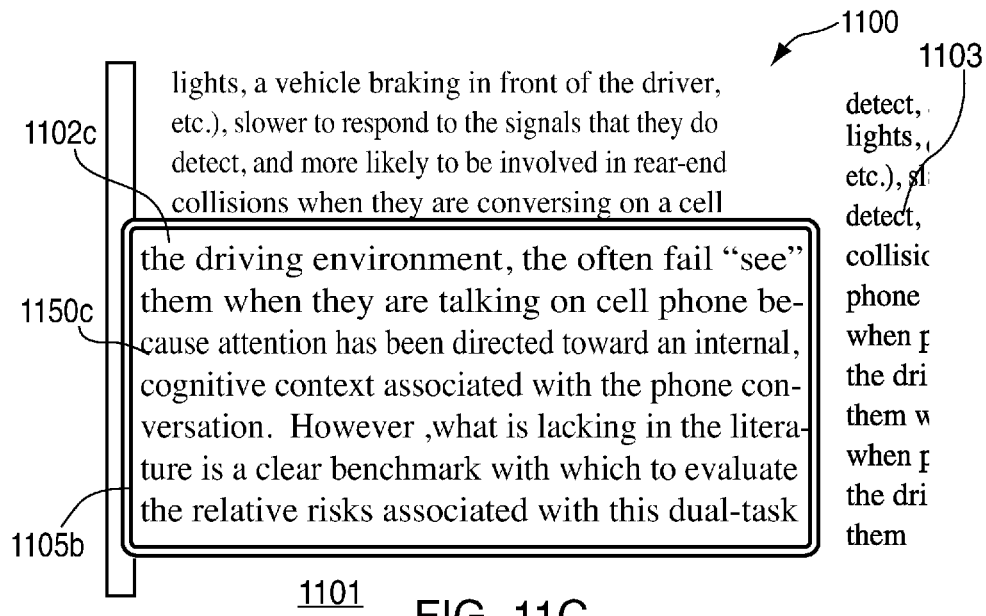 1100
1103
1102c
1150c
1105b
lights, a vehicle braking in front of the driver,
etc.), slower to respond to the signals that they do
detect, and more likely to be involved in rear-end
collisions when they are conversing on a cell
the driving environment, the often fail “see”
them when they are talking on cell phone be-
cause attention has been directed toward an internal,
cognitive context associated with the phone con-
versation. However ,what is lacking in the litera-
ture is a clear benchmark with which to evaluate
the relative risks associated with this dual-task
detect,
lights,
etc.),
detect,
phone
when
the dri
them
when
the dri
them
1101
FIG. 11C